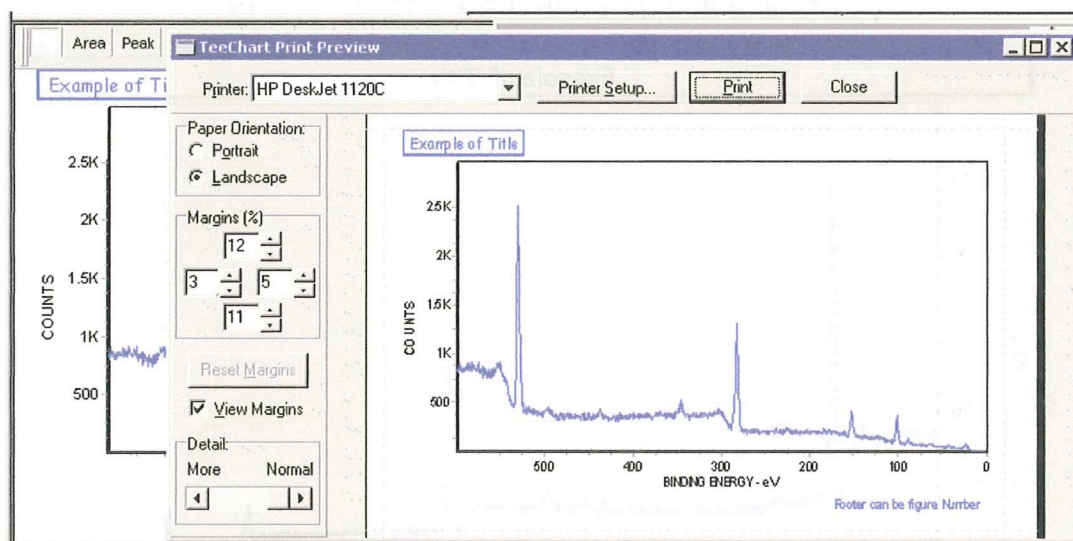 Area Peak
TeeChart Print Preview
Example of Ti
Printer: HP DeskJet 1120C Printer Setup... Print Close
Paper Orientation:
Portrait
Landscape
Margins (%)
12
3 5
11
Reset Margins
View Margins
Detail:
More Normal
2.5K
2K
1.5K
1K
500
COUNTS
Example of Title
2.5K
2K
1.5K
1K
500
COUNTS
500 400 300 200 100 0
BINDING ENERGY - eV
Footer can be figure Number